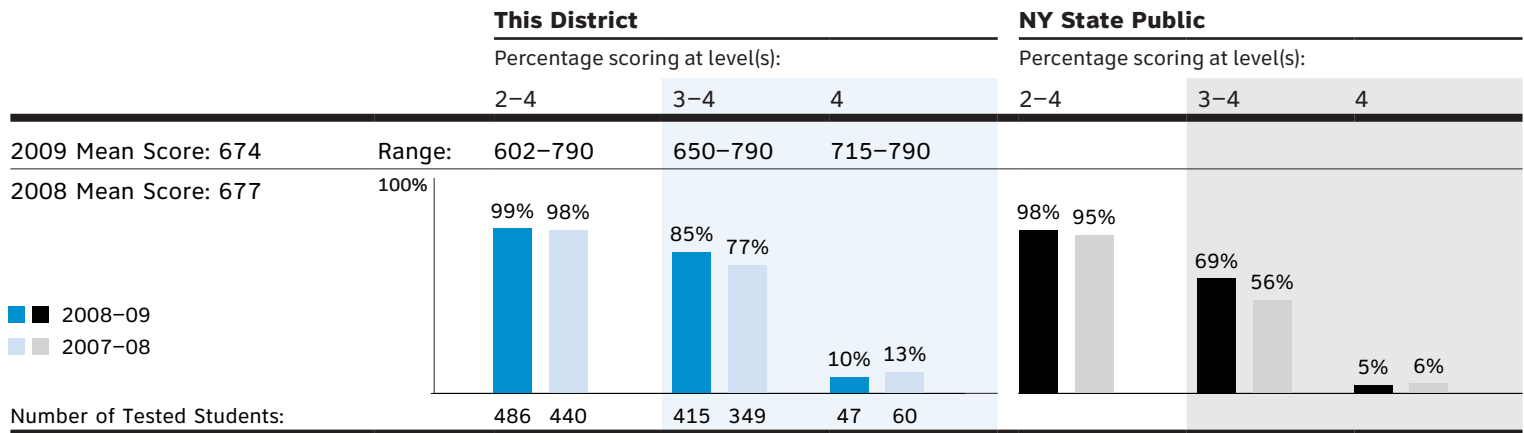 This District NY State Public
Percentage scoring at level(s): Percentage scoring at level(s):
2–4 3–4 4 2–4 3–4 4
2009 Mean Score: 674 Range: 602–790 650–790 715–790
2008 Mean Score: 677 100%
99% 98% 85% 77% 10% 13% 98% 95% 69% 56% 5% 6%
2008–09
2007–08
Number of Tested Students: 486 440 415 349 47 60